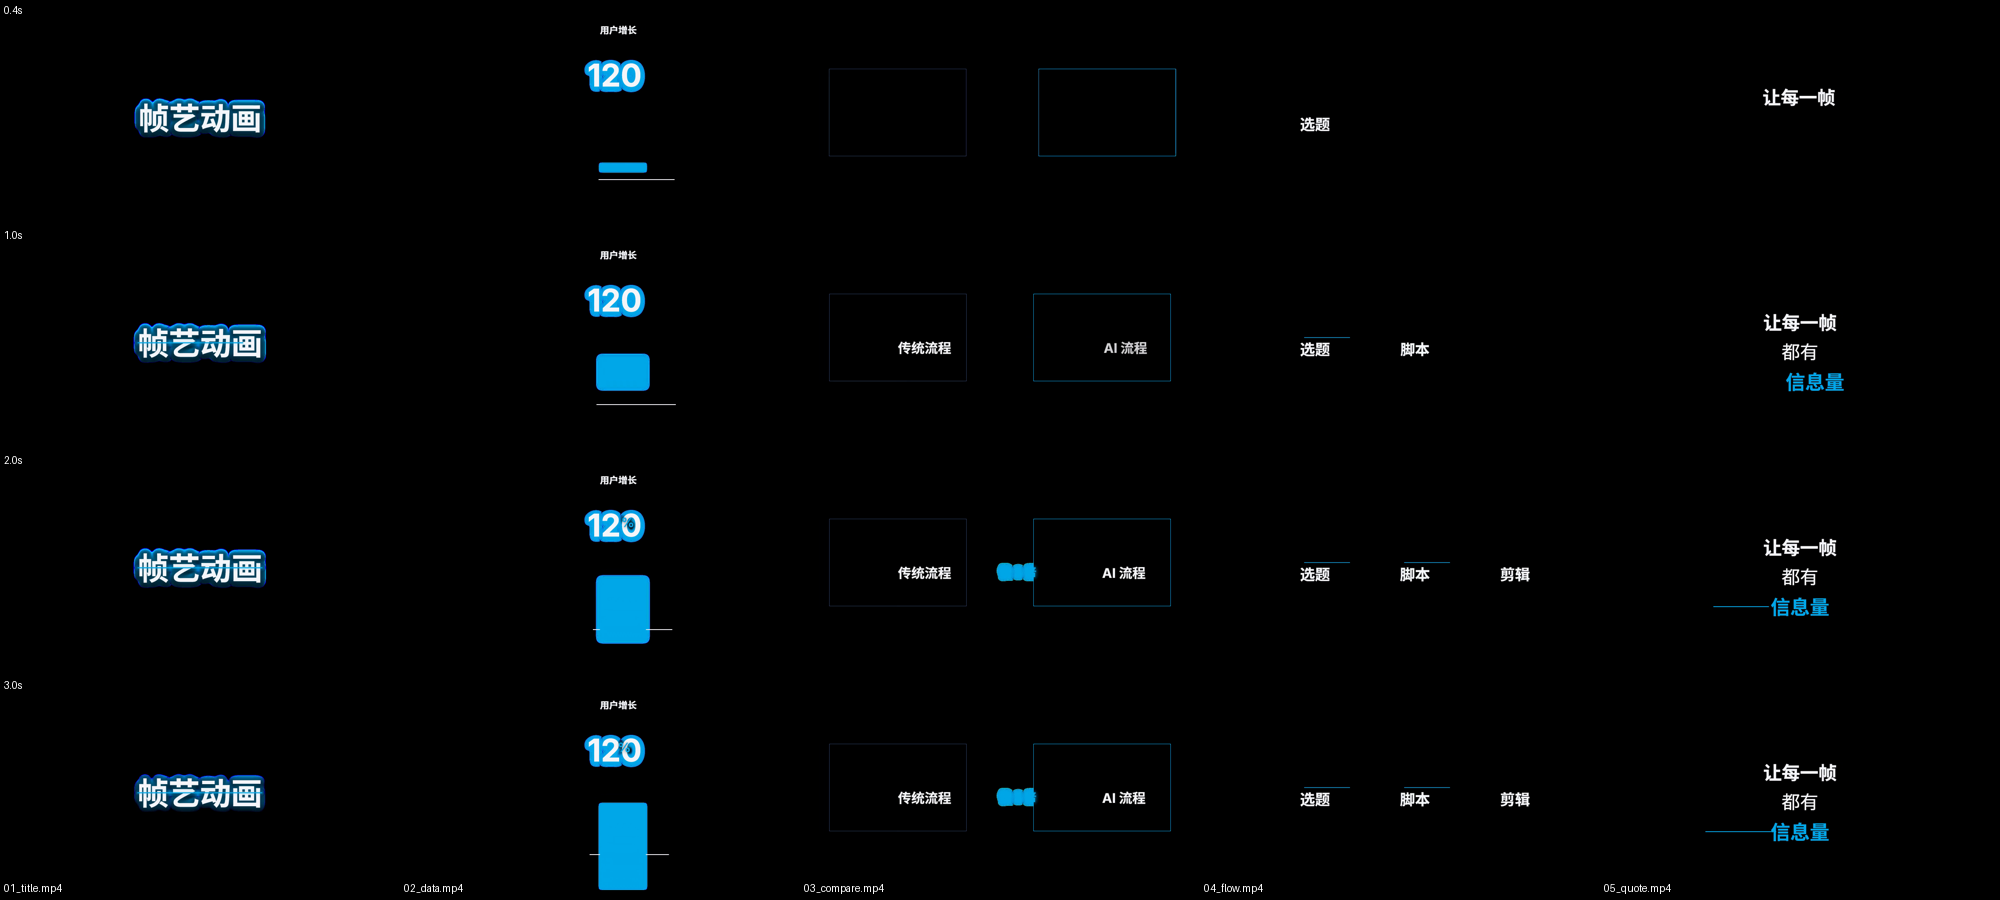 0.4s
用户增长
120
帧艺动画
选题
让每一帧
1.0s
用户增长
120
帧艺动画
传统流程
AI 流程
选题
脚本
让每一帧
都有
信息量
2.0s
用户增长
120
帧艺动画
传统流程
AI 流程
选题
脚本
剪辑
让每一帧
都有
信息量
3.0s
用户增长
120
帧艺动画
传统流程
AI 流程
选题
脚本
剪辑
让每一帧
都有
信息量
01_title.mp4
02_data.mp4
03_compare.mp4
04_flow.mp4
05_quote.mp4